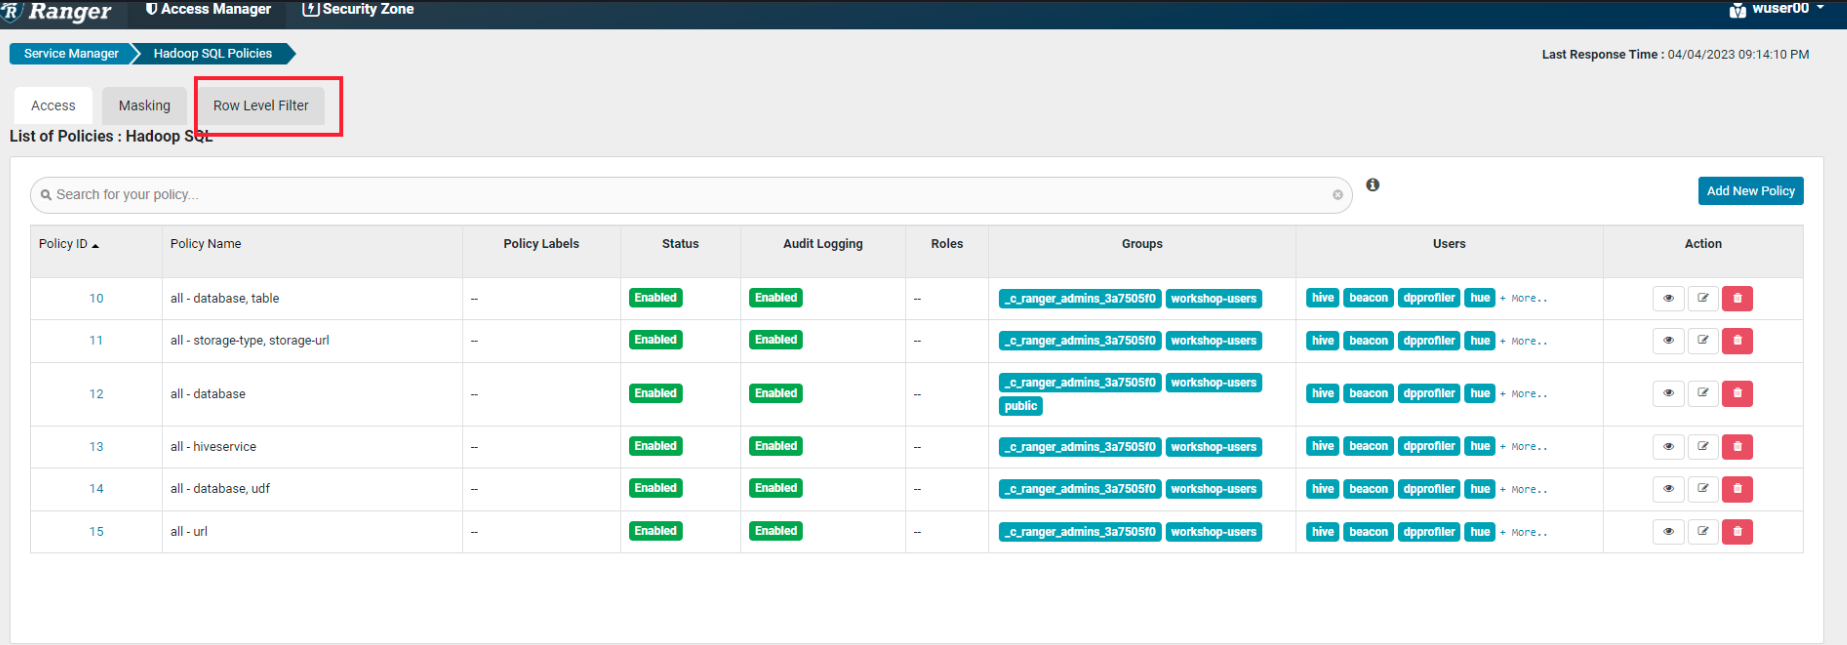 Ranger Access Manager Security Zone wuser00
Service Manager Hadoop SQL Policies Last Response Time : 04/04/2023 09:14:10 PM
Access Masking Row Level Filter
List of Policies : Hadoop SQL
Search for your policy... Add New Policy
Policy ID Policy Name Policy Labels Status Audit Logging Roles Groups Users Action
10 all - database, table -- Enabled Enabled -- _c_ranger_admins_3a7505f0 workshop-users hive beacon dpprofiler hue + More..
11 all - storage-type, storage-url -- Enabled Enabled -- _c_ranger_admins_3a7505f0 workshop-users hive beacon dpprofiler hue + More..
12 all - database -- Enabled Enabled -- _c_ranger_admins_3a7505f0 workshop-users hive beacon dpprofiler hue + More..
public
13 all - hiveservice -- Enabled Enabled -- _c_ranger_admins_3a7505f0 workshop-users hive beacon dpprofiler hue + More..
14 all - database, udf -- Enabled Enabled -- _c_ranger_admins_3a7505f0 workshop-users hive beacon dpprofiler hue + More..
15 all - url -- Enabled Enabled -- _c_ranger_admins_3a7505f0 workshop-users hive beacon dpprofiler hue + More..